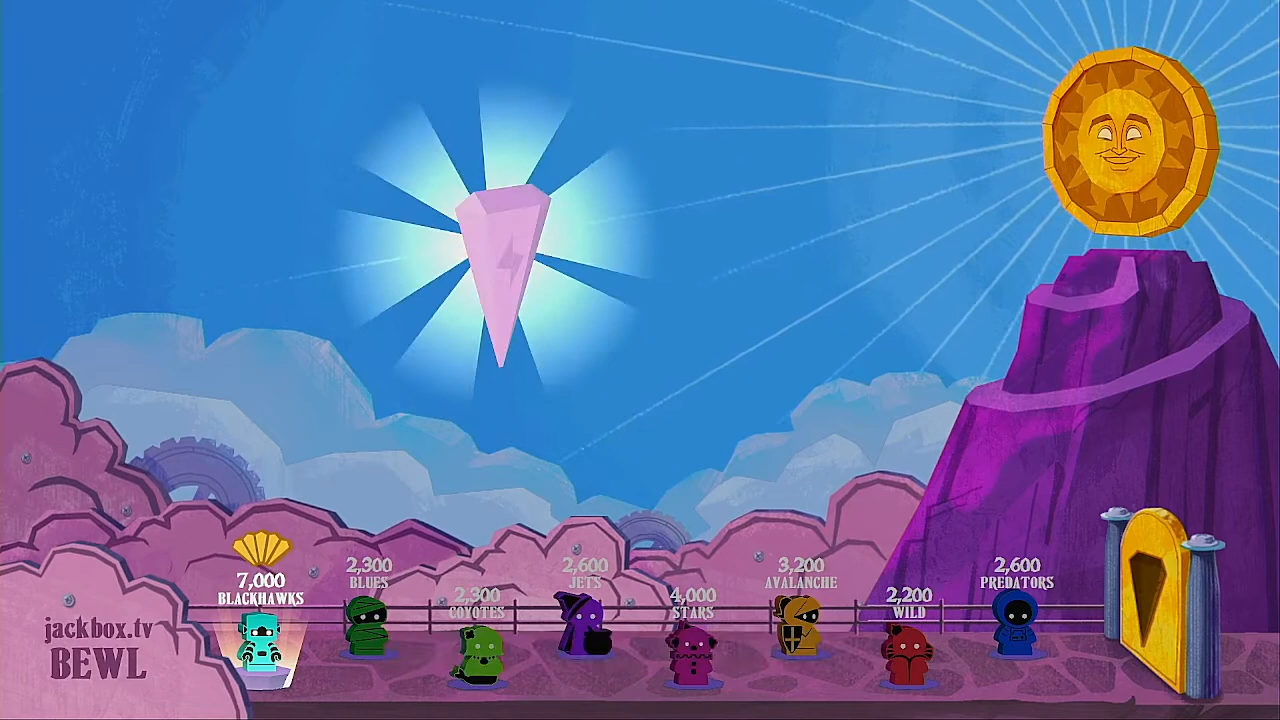 7,000
BLACKHAWKS
2,300
BLUES
2,300
COYOTES
2,600
JETS
4,000
STARS
3,200
AVALANCHE
2,200
WILD
2,600
PREDATORS
jackbox.tv
BEWL